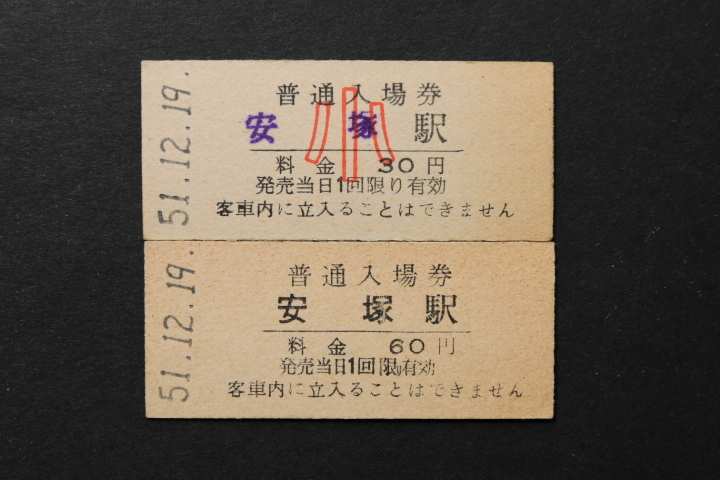 51.12.19.
普通入場券
小
安塚駅
料金 30円
発売当日1回限り有効
客車内に立入ることはできません
51.12.19.
普通入場券
安塚駅
料金 60円
発売当日1回限り有効
客車内に立入ることはできません